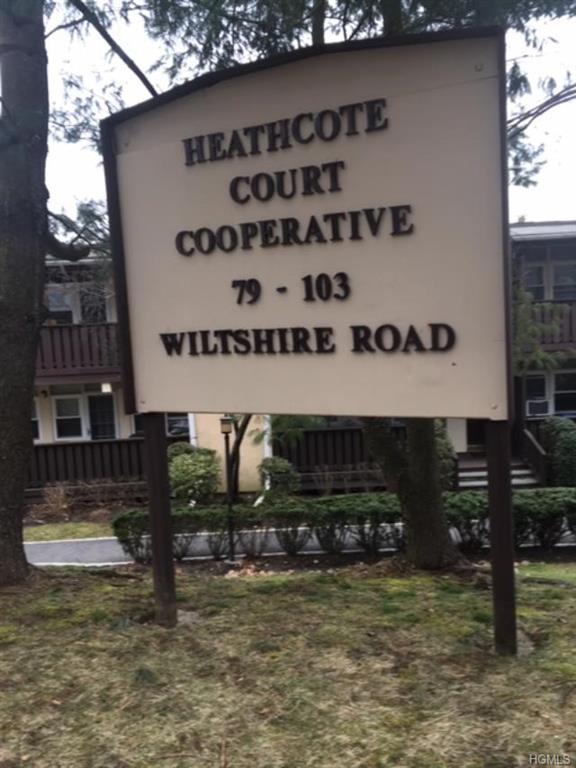 HEATHCOTE
COURT
COOPERATIVE
79 - 103
WILTSHIRE ROAD
HGMLS